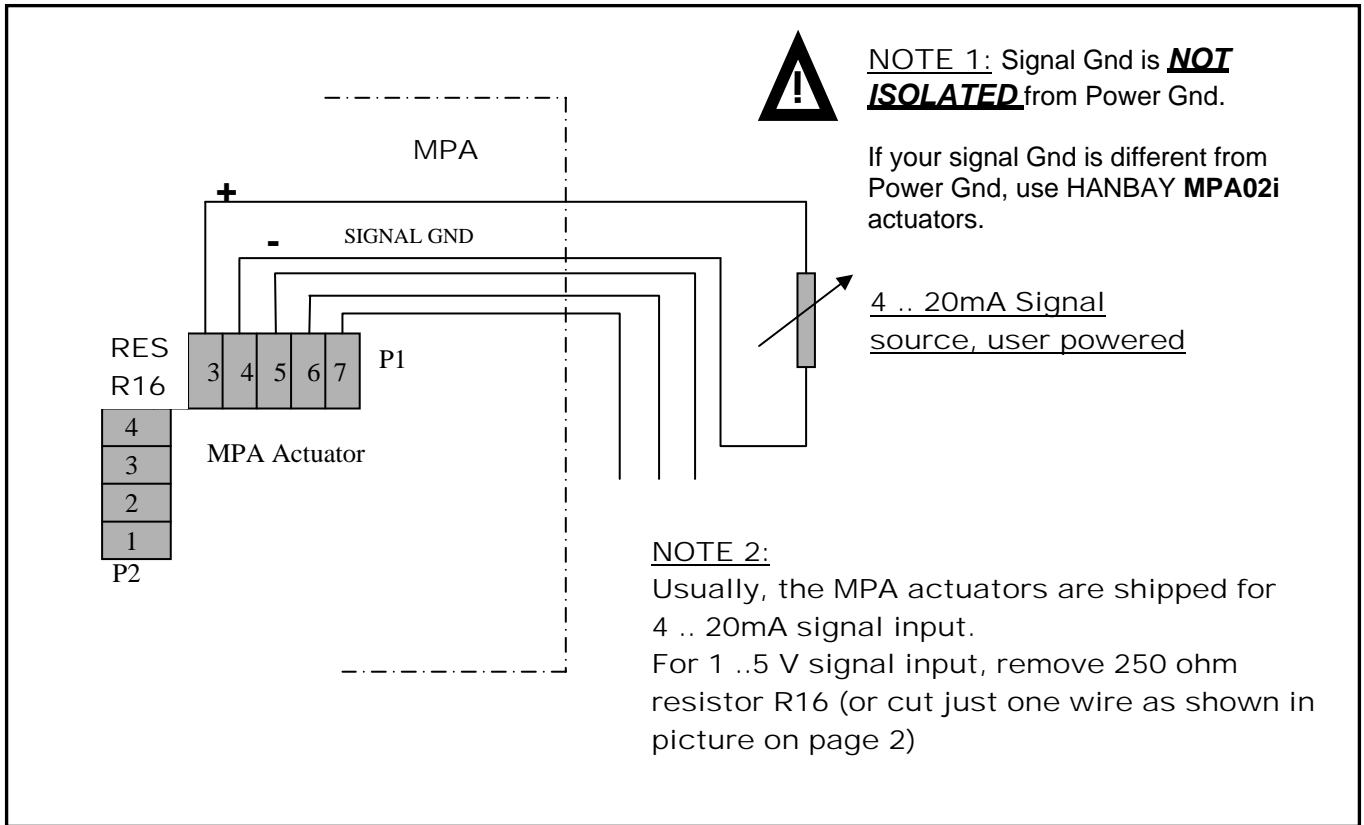 NOTE 1: Signal Gnd is NOT
ISOLATED from Power Gnd.
If your signal Gnd is different from
Power Gnd, use HANBAY MPA02i
actuators.
!
MPA
+
-
SIGNAL GND
4 .. 20mA Signal
source, user powered
RES
R16
3 4 5 6 7
P1
4
3
2
1
P2
MPA Actuator
NOTE 2:
Usually, the MPA actuators are shipped for
4 .. 20mA signal input.
For 1 ..5 V signal input, remove 250 ohm
resistor R16 (or cut just one wire as shown in
picture on page 2)